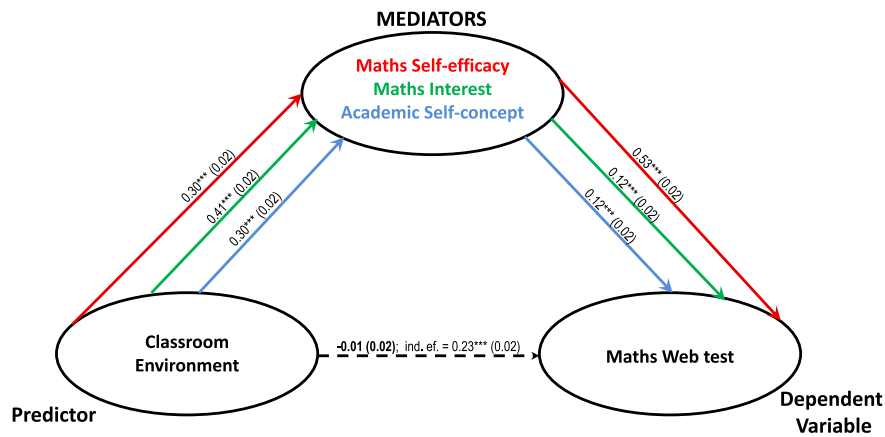 MEDIATORS
Maths Self-efficacy
Maths Interest
Academic Self-concept
0.30*** (0.02)
0.41*** (0.02)
0.30*** (0.02)
0.53*** (0.02)
0.12*** (0.02)
0.12*** (0.02)
Classroom
Environment
-0.01 (0.02); ind. ef. = 0.23*** (0.02)
Maths Web test
Predictor
Dependent
Variable